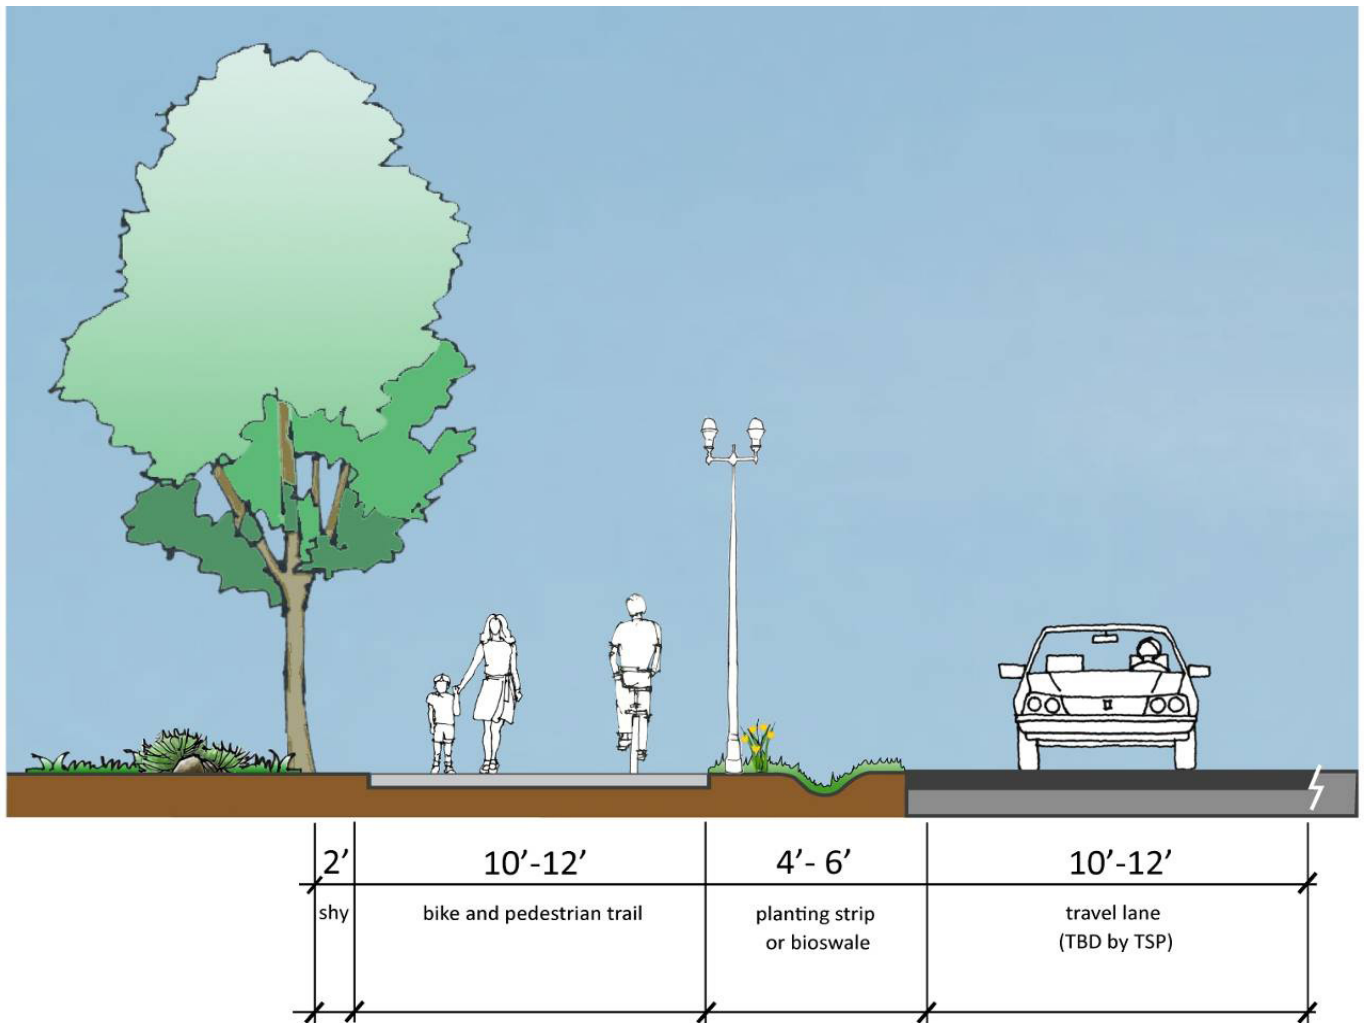 2’ 10’-12’ 4’- 6’ 10’-12’
shy bike and pedestrian trail planting strip travel lane
or bioswale (TBD by TSP)